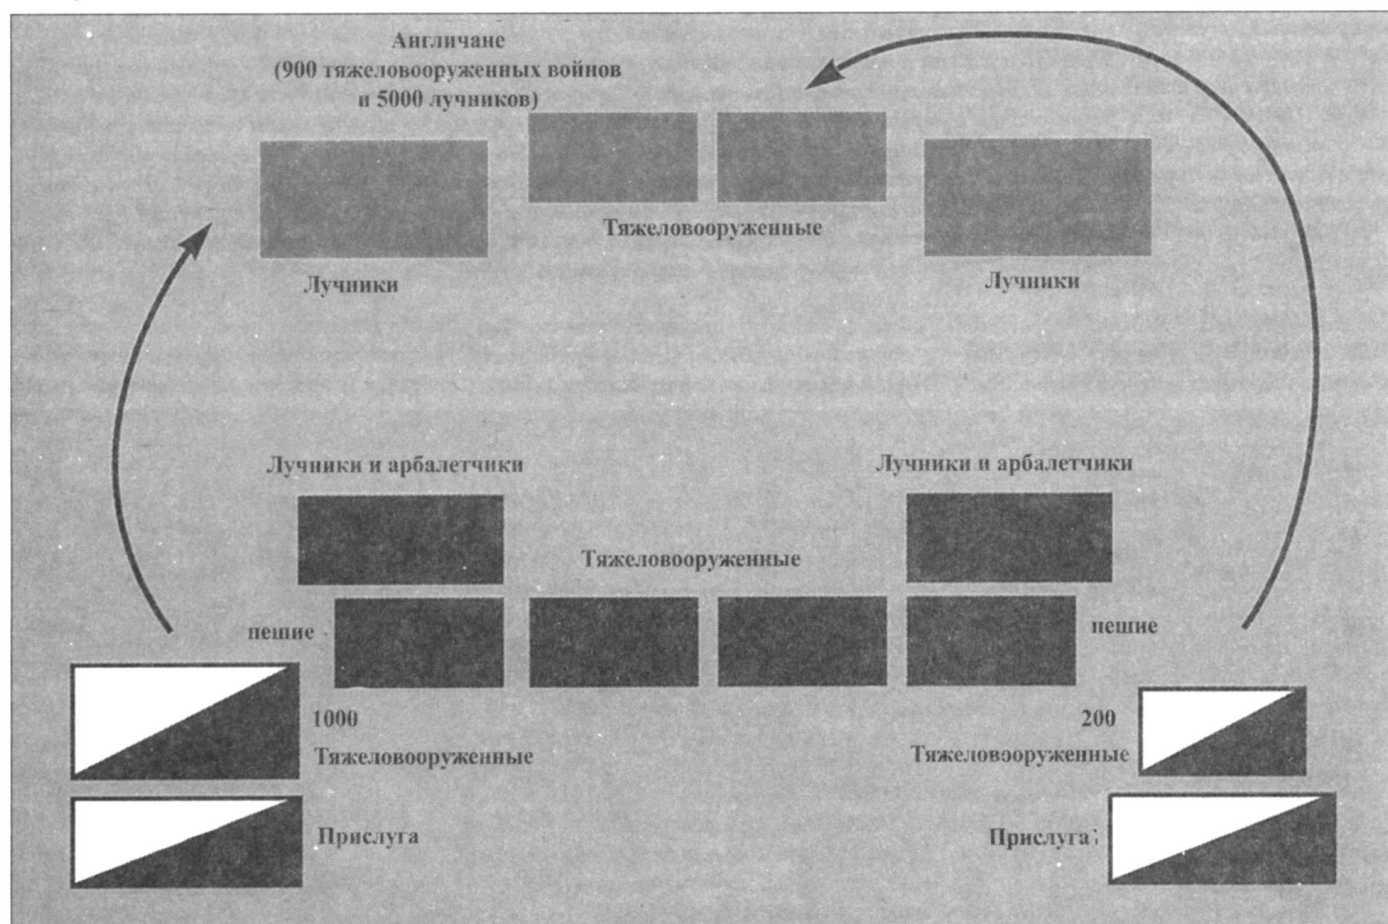 Англичане
(900 тяжеловооруженных войнов
и 5000 лучников)
Тяжеловооруженные
Лучники
Лучники
Лучники и арбалетчики
Лучники и арбалетчики
Тяжеловооруженные
пешие
пешие
1000
Тяжеловооруженные
200
Тяжеловооруженные
Прислуга
Прислуга